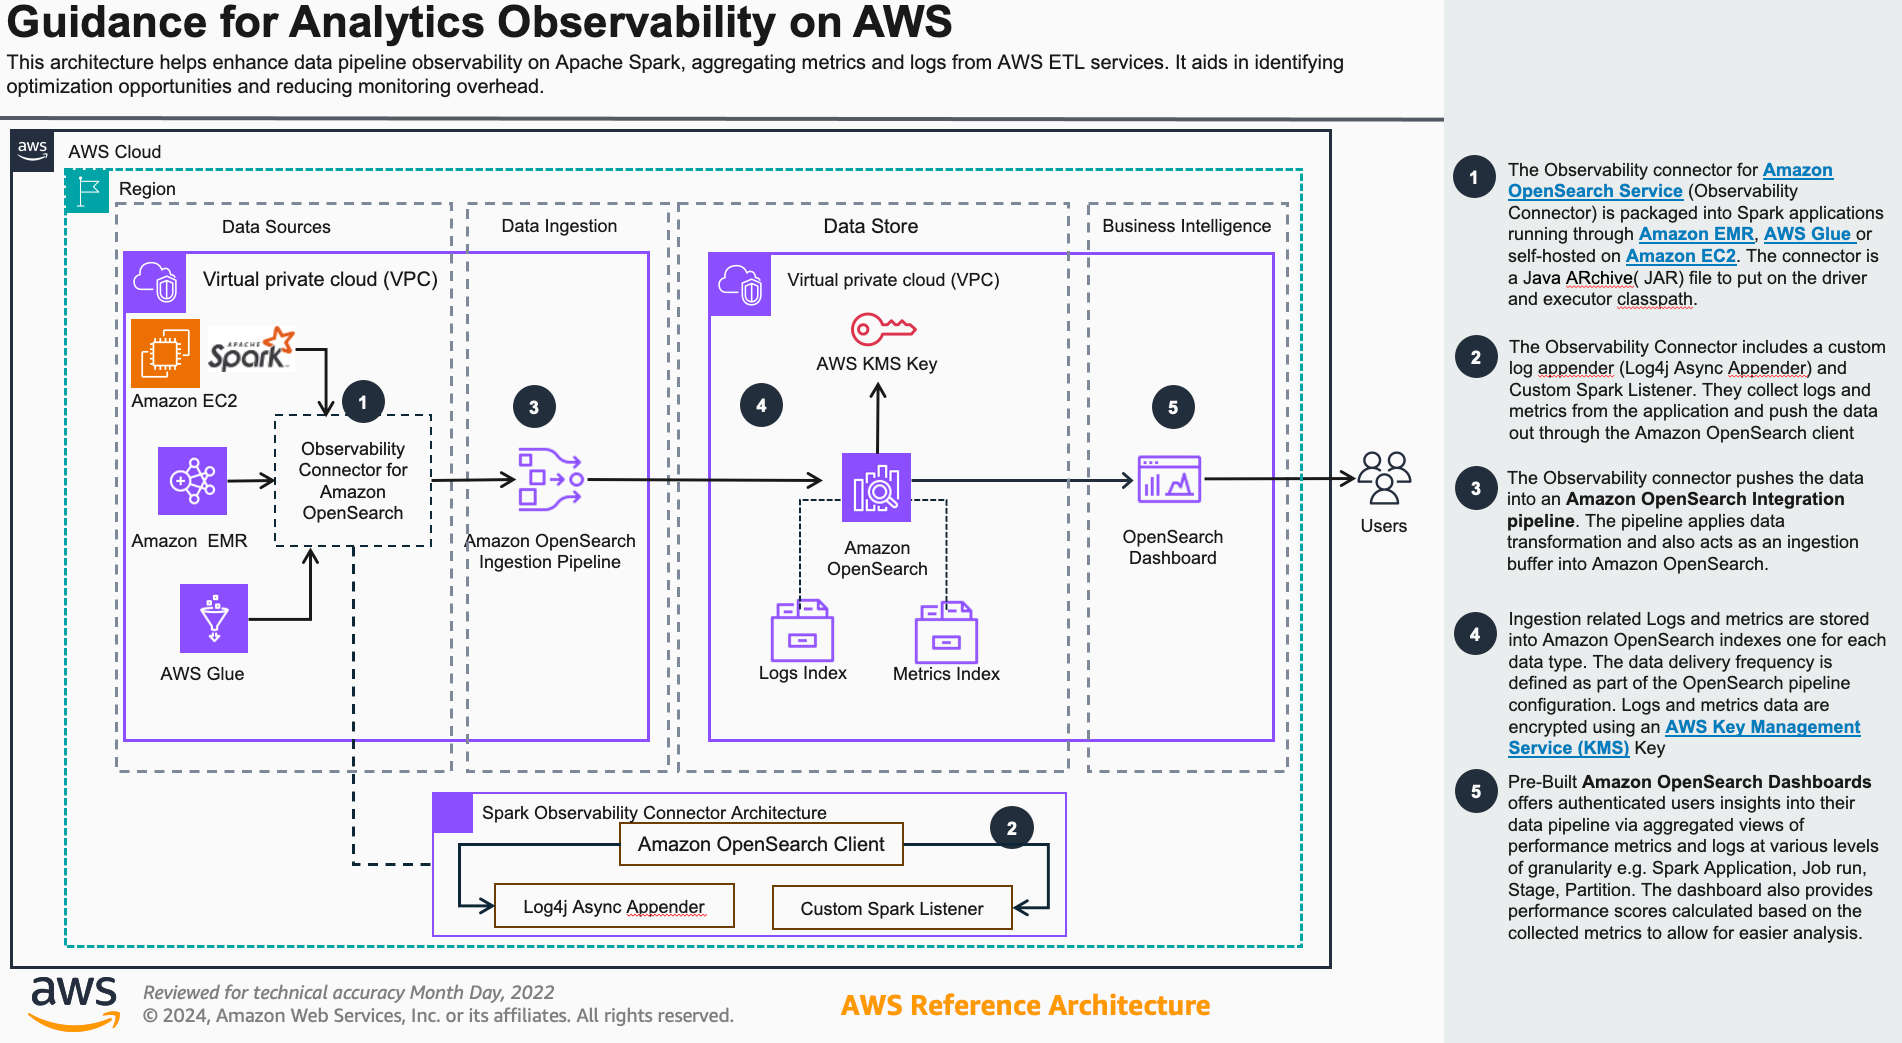 Guidance for Analytics Observability on AWS
This architecture helps enhance data pipeline observability on Apache Spark, aggregating metrics and logs from AWS ETL services. It aids in identifying
optimization opportunities and reducing monitoring overhead.
aws
AWS Cloud
Region
Data Sources
Data Ingestion
Data Store
Business Intelligence
Virtual private cloud (VPC)
Virtual private cloud (VPC)
APACHE
Spark
Amazon EC2
AWS KMS Key
1
3
4
5
Observability
Connector for
Amazon
OpenSearch
Amazon  EMR
Amazon OpenSearch
Ingestion Pipeline
Amazon
OpenSearch
OpenSearch
Dashboard
Users
AWS Glue
Logs Index
Metrics Index
Spark Observability Connector Architecture
2
Amazon OpenSearch Client
Log4j Async Appender
Custom Spark Listener
aws
Reviewed for technical accuracy Month Day, 2022
© 2024, Amazon Web Services, Inc. or its affiliates. All rights reserved.
AWS Reference Architecture
1
The Observability connector for Amazon
OpenSearch Service (Observability
Connector) is packaged into Spark applications
running through Amazon EMR, AWS Glue or
self-hosted on Amazon EC2. The connector is
a Java ARchive( JAR) file to put on the driver
and executor classpath.
2
The Observability Connector includes a custom
log appender (Log4j Async Appender) and
Custom Spark Listener. They collect logs and
metrics from the application and push the data
out through the Amazon OpenSearch client
3
The Observability connector pushes the data
into an Amazon OpenSearch Integration
pipeline. The pipeline applies data
transformation and also acts as an ingestion
buffer into Amazon OpenSearch.
4
Ingestion related Logs and metrics are stored
into Amazon OpenSearch indexes one for each
data type. The data delivery frequency is
defined as part of the OpenSearch pipeline
configuration. Logs and metrics data are
encrypted using an AWS Key Management
Service (KMS) Key
5
Pre-Built Amazon OpenSearch Dashboards
offers authenticated users insights into their
data pipeline via aggregated views of
performance metrics and logs at various levels
of granularity e.g. Spark Application, Job run,
Stage, Partition. The dashboard also provides
performance scores calculated based on the
collected metrics to allow for easier analysis.